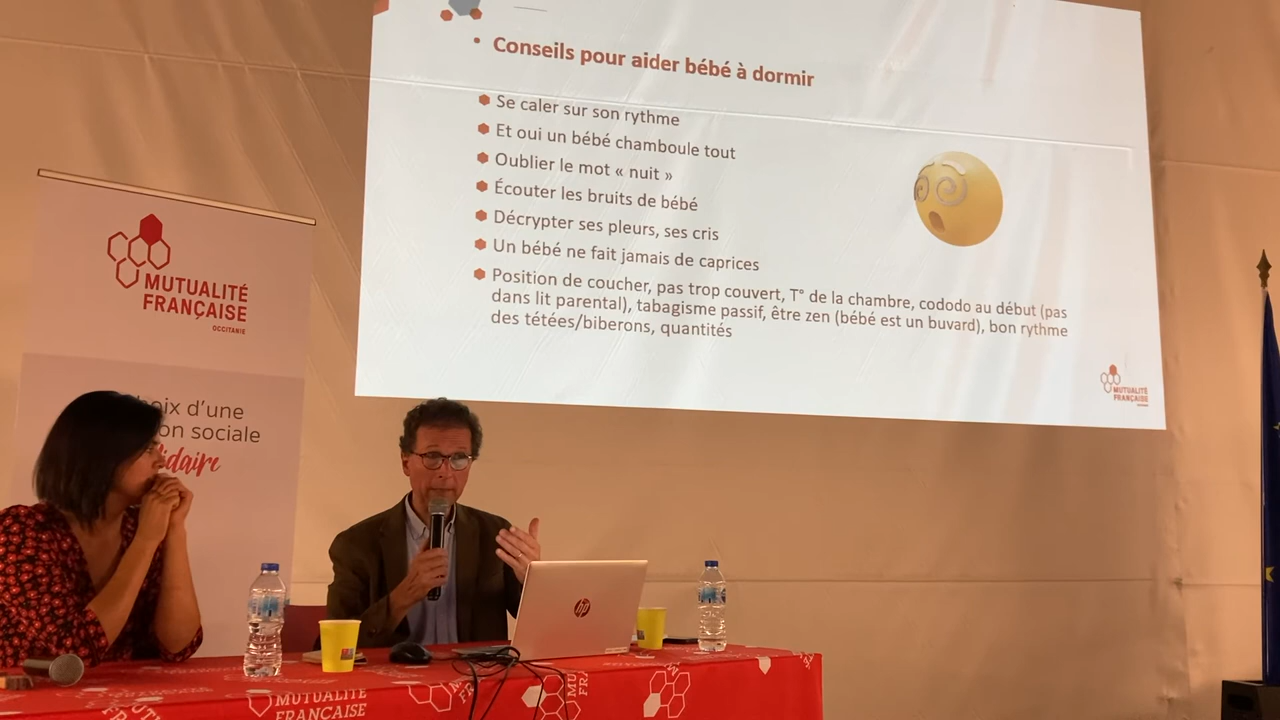 Conseils pour aider bébé à dormir
Se caler sur son rythme
Et oui un bébé chamboule tout
Oublier le mot « nuit »
Écouter les bruits de bébé
Décrypter ses pleurs, ses cris
Un bébé ne fait jamais de caprices
Position de coucher, pas trop couvert, T° de la chambre, cododo au début (pas
dans lit parental), tabagisme passif, être zen (bébé est un buvard), bon rythme
des tétées/biberons, quantités
MUTUALITÉ
FRANÇAISE
MUTUALITÉ
FRANÇAISE
OCCITANIE
d'une
sociale
hp
MUTUALITÉ
FRANÇAISE